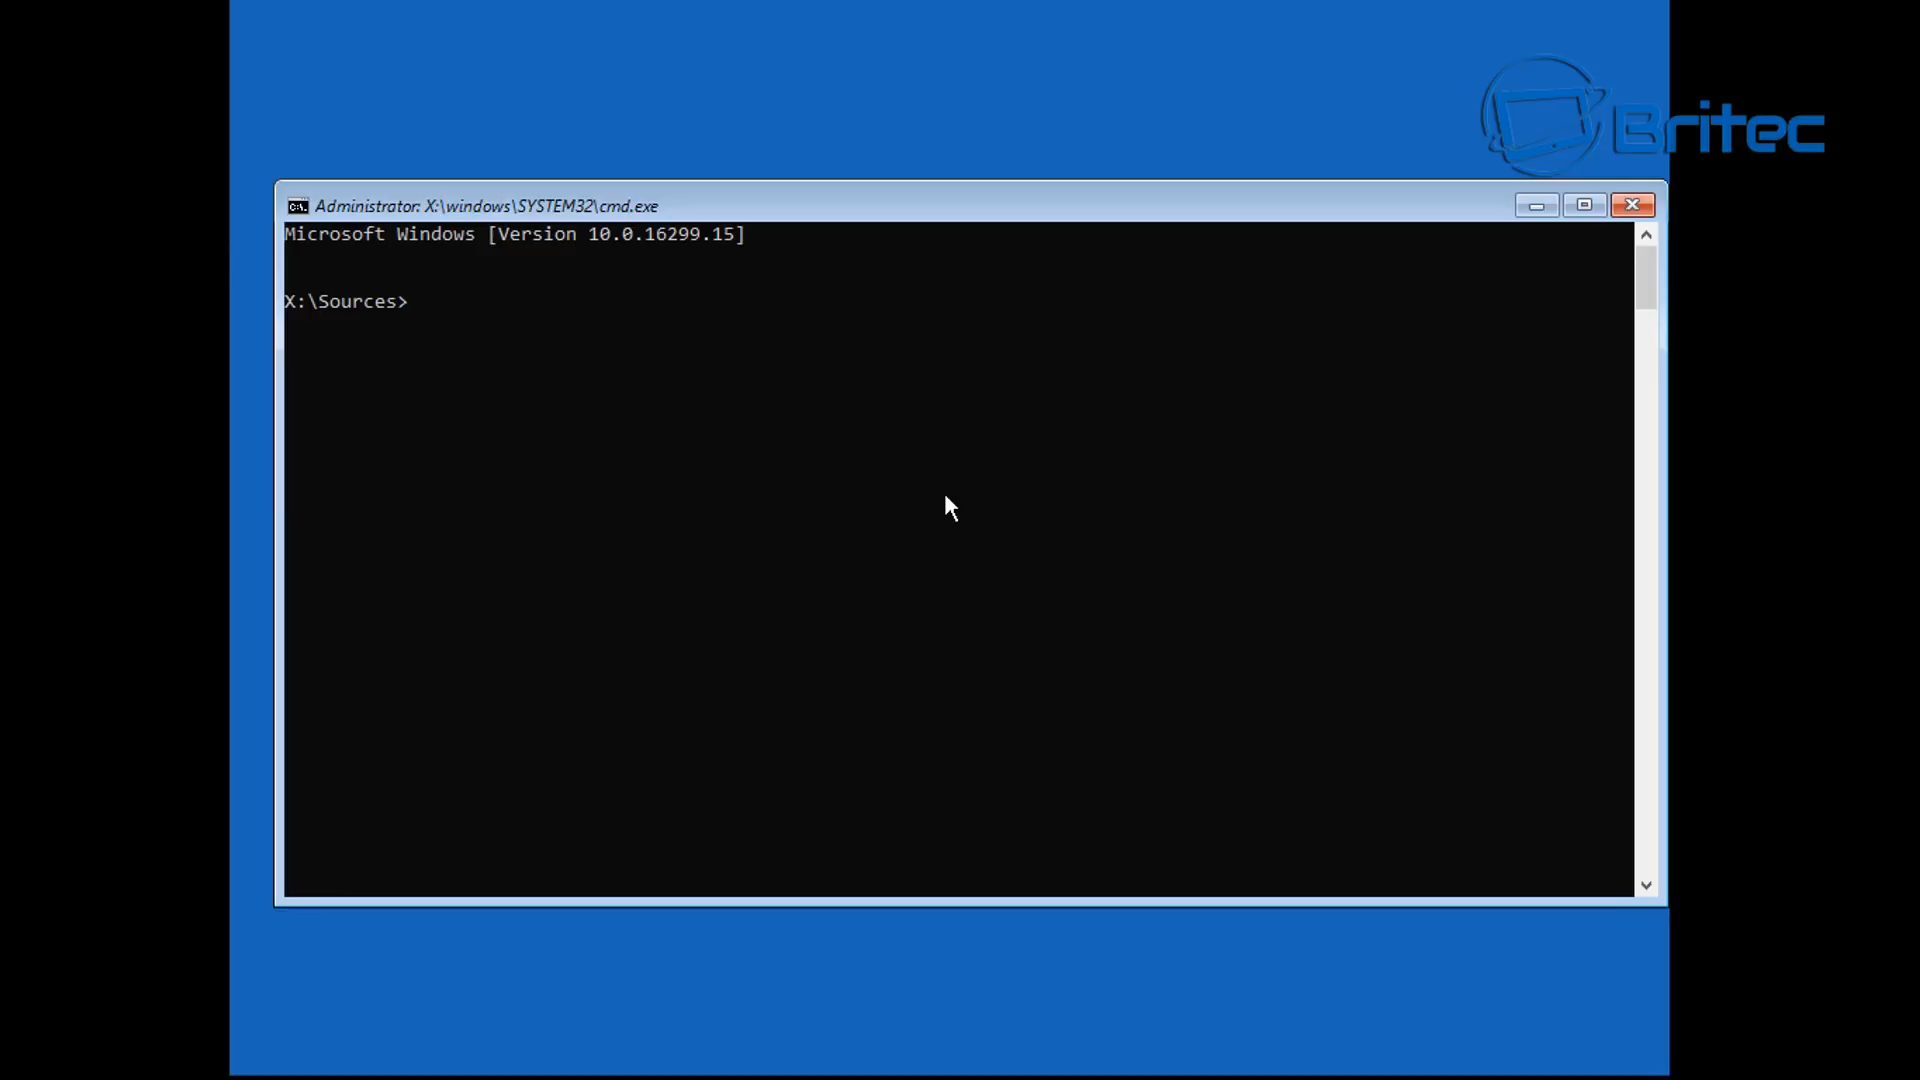 Britec
Administrator: X:\windows\SYSTEM32\cmd.exe
Microsoft Windows [Version 10.0.16299.15]
X:\Sources>